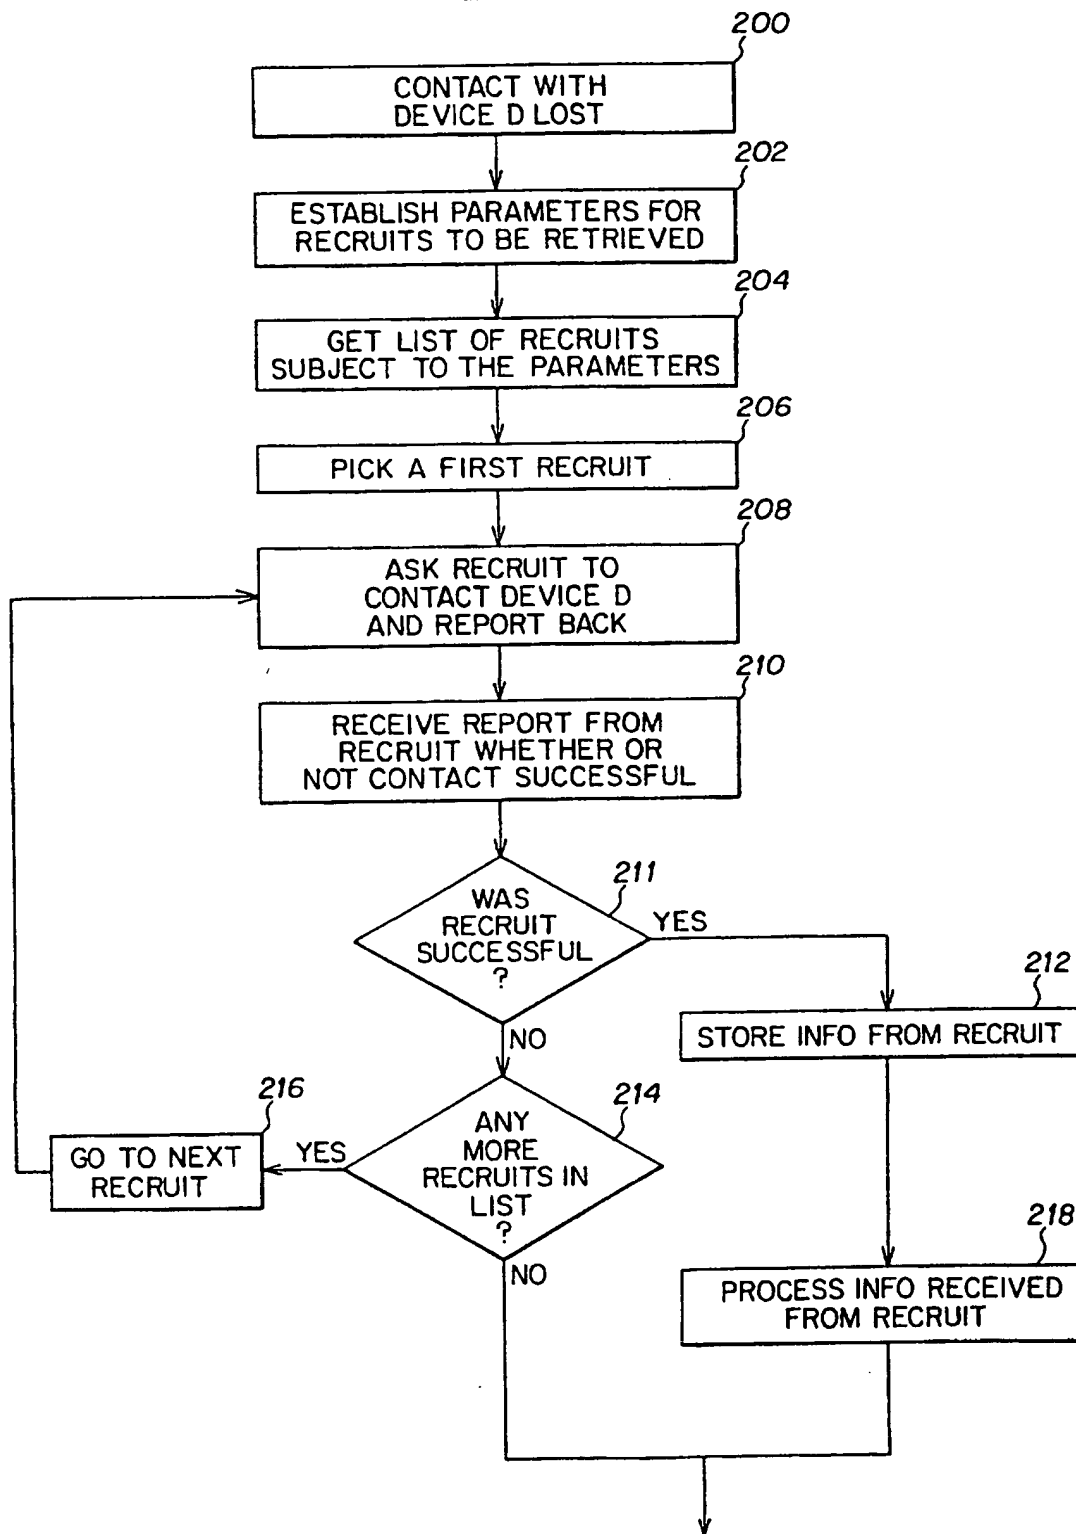 200
CONTACT WITH
DEVICE D LOST
202
ESTABLISH PARAMETERS FOR
RECRUITS TO BE RETRIEVED
204
GET LIST OF RECRUITS
SUBJECT TO THE PARAMETERS
206
PICK A FIRST RECRUIT
208
ASK RECRUIT TO
CONTACT DEVICE D
AND REPORT BACK
210
RECEIVE REPORT FROM
RECRUIT WHETHER OR
NOT CONTACT SUCCESSFUL
211
WAS
RECRUIT
SUCCESSFUL
?
YES
NO
212
STORE INFO FROM RECRUIT
214
ANY
MORE
RECRUITS IN
LIST
?
YES
NO
216
GO TO NEXT
RECRUIT
218
PROCESS INFO RECEIVED
FROM RECRUIT